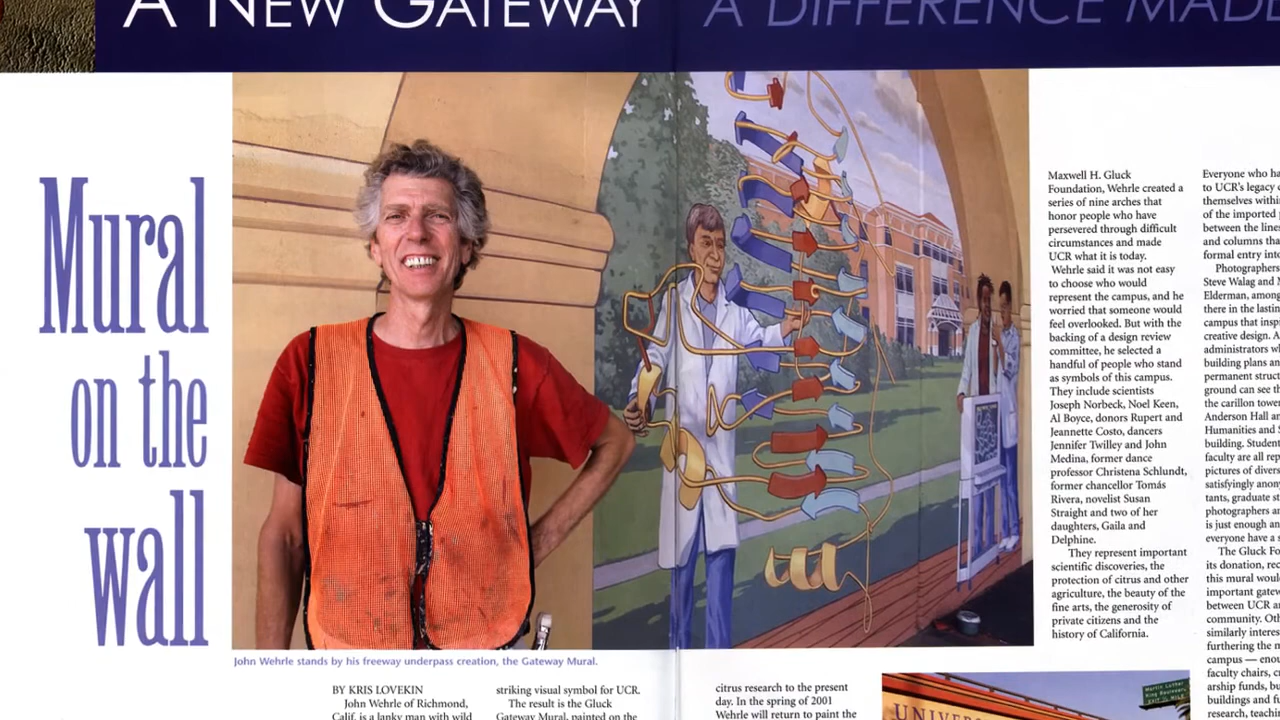 A NEW GATEWAY A DIFFERENCE MADE
Mural
on the
wall
John Wehrle stands by his freeway underpass creation, the Gateway Mural.
BY KRIS LOVEKIN
John Wehrle of Richmond,
Calif. is a lanky man with wild
striking visual symbol for UCR.
The result is the Gluck
Gateway Mural, painted on the
citrus research to the present
day. In the spring of 2001
Wehrle will return to paint the
Maxwell H. Gluck
Foundation, Wehrle created a
series of nine arches that
honor people who have
persevered through difficult
circumstances and made
UCR what it is today.
Wehrle said it was not easy
to choose who would
represent the campus, and he
worried that someone would
feel overlooked. But with the
backing of a design review
committee, he selected a
handful of people who stand
as symbols of this campus.
They include scientists
Joseph Norbeck, Noel Keen,
Al Boyce, donors Rupert and
Jeannette Costo, dancers
Jennifer Twilley and John
Medina, former dance
professor Christena Schlundt,
former chancellor Tomás
Rivera, novelist Susan
Straight and two of her
daughters, Gaila and
Delphine.
They represent important
scientific discoveries, the
protection of citrus and other
agriculture, the beauty of the
fine arts, the generosity of
private citizens and the
history of California.
Everyone who ha
to UCR's legacy
themselves within
of the imported
between the lines
and columns tha
formal entry into
Photographers
Steve Walag and M
Elderman, among
there in the lasting
campus that insp
creative design. A
administrators wh
building plans an
permanent struct
ground can see th
the carillon tower
Anderson Hall an
Humanities and S
building. Student
faculty are all rep
pictures of divers
satisfyingly anony
tants, graduate st
photographers an
is just enough an
everyone have a s
The Gluck Fo
its donation, rec
this mural would
important gatew
between UCR an
community. Oth
similarly interes
furthering the m
campus — enou
faculty chairs, c
arship funds, bu
buildings and fu
research, teachi
UNIVERS
Martin Luther
King Boulevard